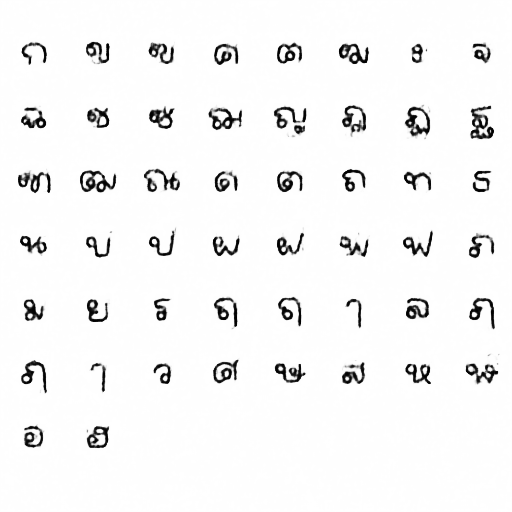 ก ข ฃ ค ฅ ฆ ง จ
ฉ ช ซ ฌ ญ ฎ ฏ ฐ
ฑ ฒ ณ ด ต ถ ท ธ
น บ ป ผ ฝ พ ฟ ภ
ม ย ร ฤ ฤ า ล ฦ
ฦ า ว ศ ษ ส ห ฬ
อ ฮ